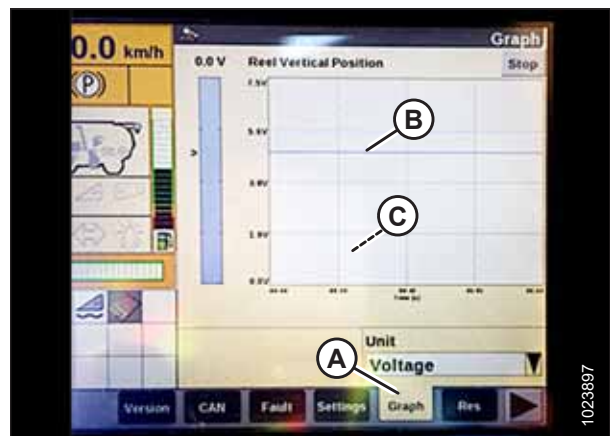 0.0 km/h
(P)
Graph
0.0 V Reel Vertical Position
Stop
B
C
Unit
A
Voltage
Version CAN Fault Settings Graph Res
1023897